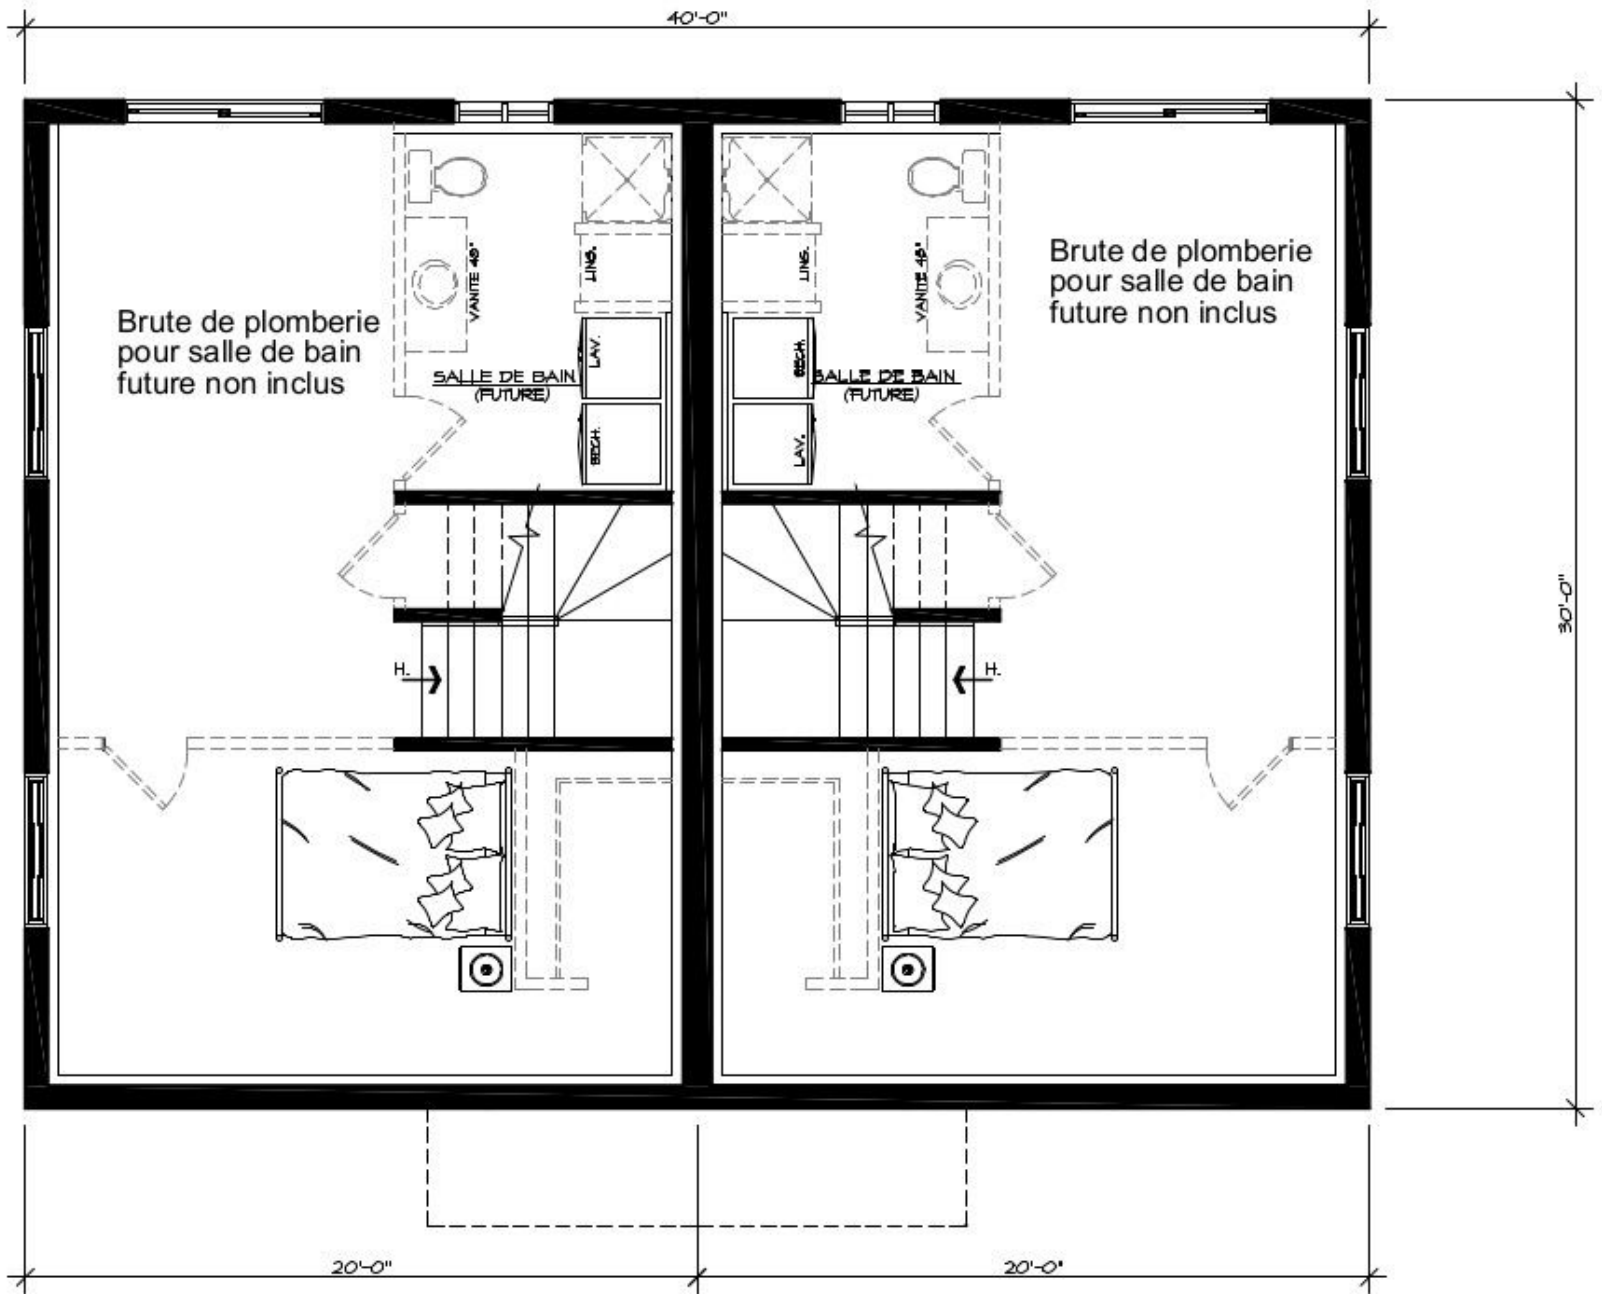 40'-0"
LING.
LING.
VANITE 48"
VANITE 48"
Brute de plomberie
pour salle de bain
future non inclus
Brute de plomberie
pour salle de bain
future non inclus
LAV.
SECH.
SALLE DE BAIN
(FUTURE)
SALLE DE BAIN
(FUTURE)
SECH.
LAV.
30'-0"
H.
H.
20'-0"
20'-0"